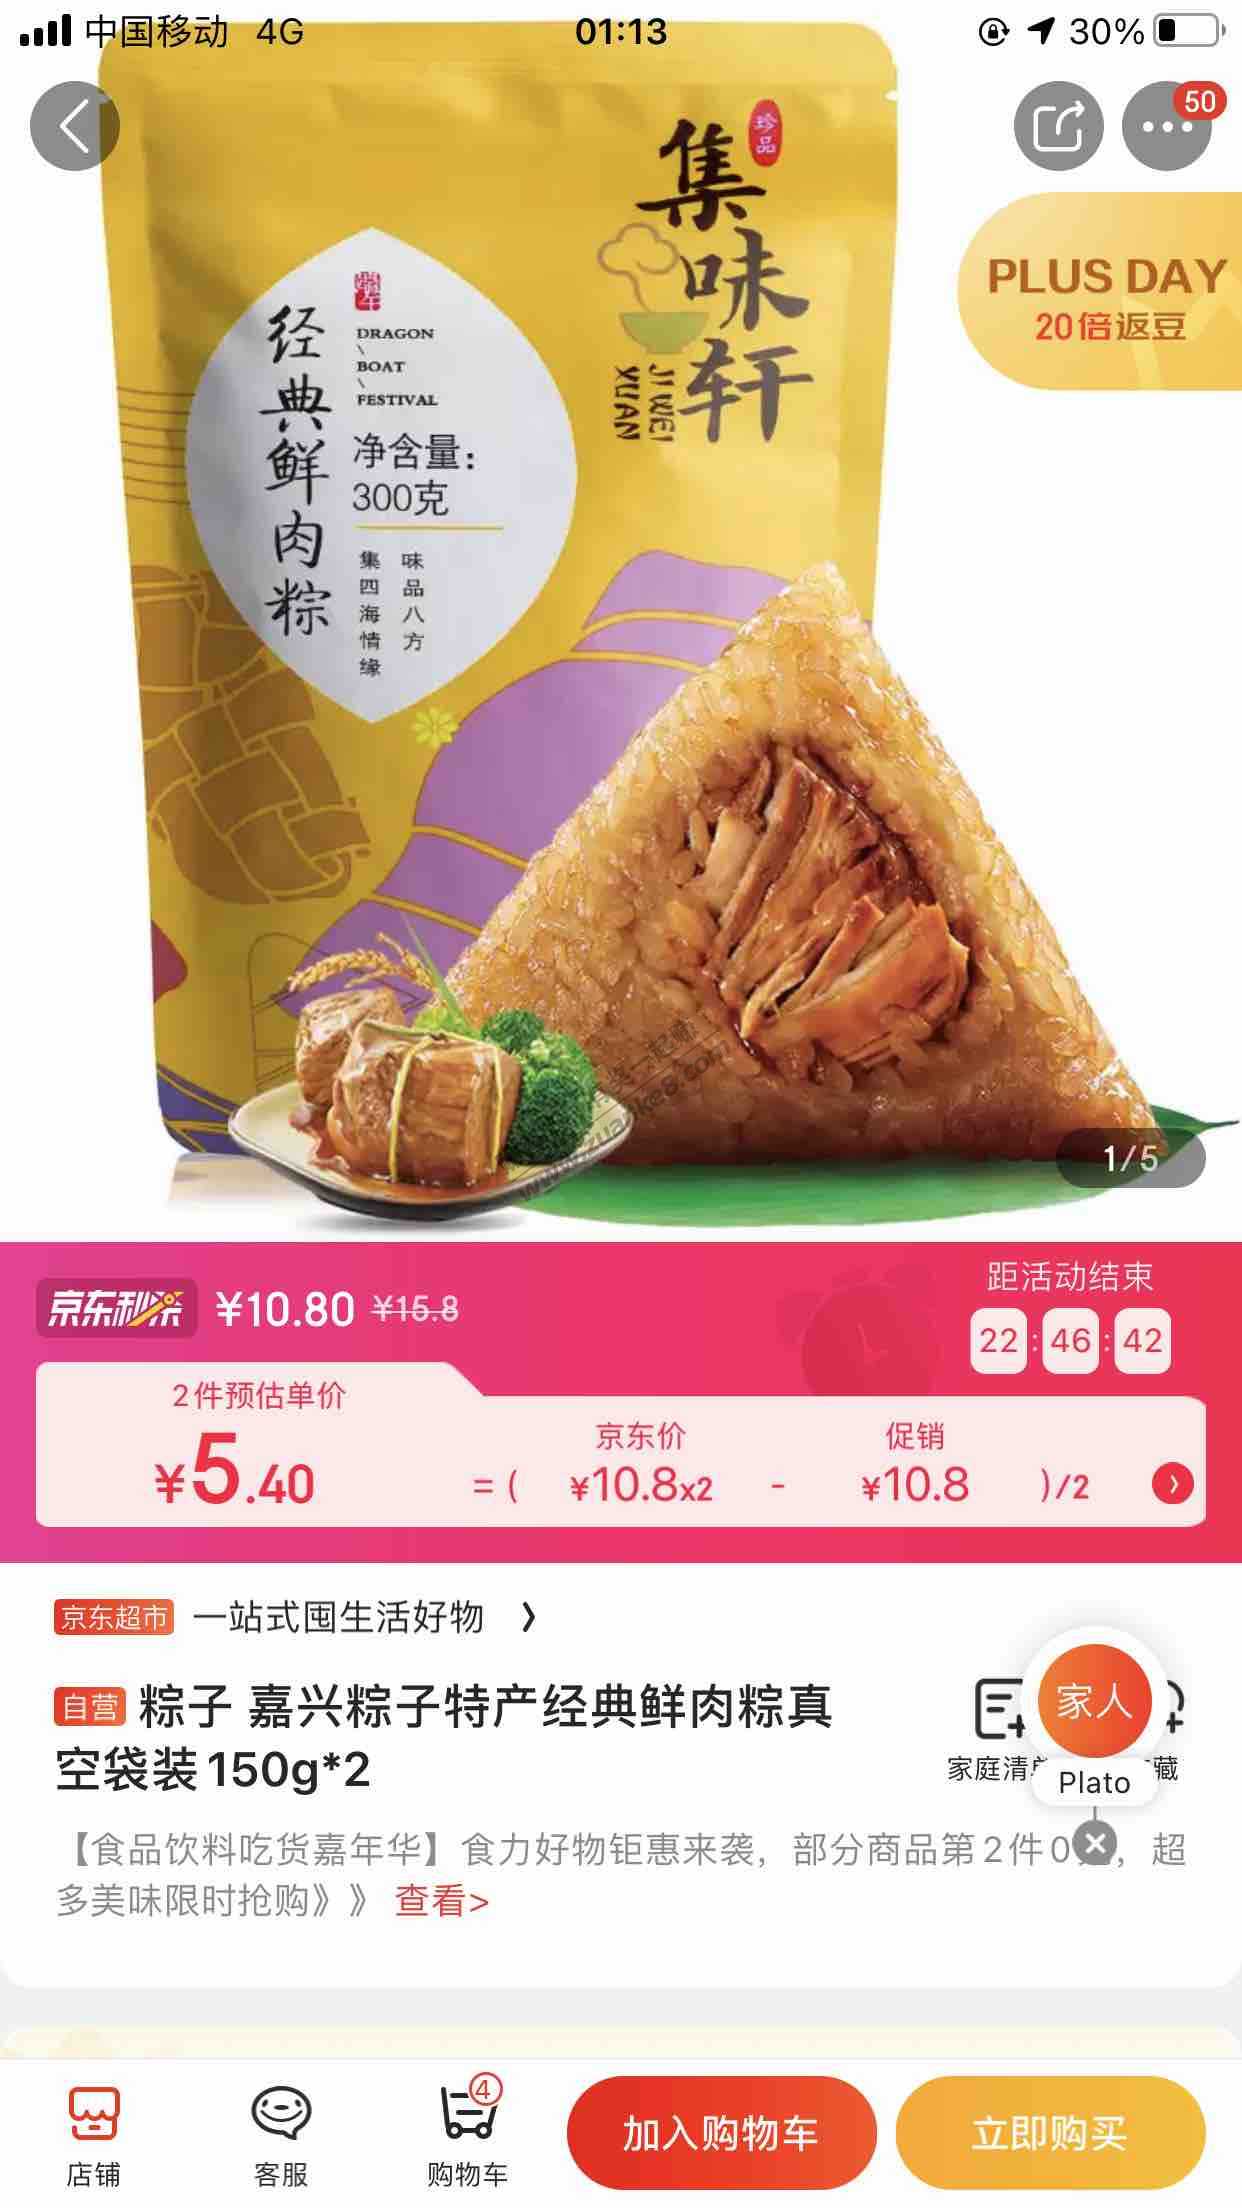 中国移动 4G 01:13 30%
50
珍品
集味轩
JI WEI XUAN
PLUS DAY
20倍返豆
端午
经典鲜肉粽
DRAGON
\
BOAT
\
FESTIVAL
净含量:
300克
味品八方
集四海情缘
1/5
京东秒杀 ¥10.80 ¥15.8
距活动结束
22 : 46 : 42
2件预估单价
¥5.40
京东价 促销
= ( ¥10.8x2 - ¥10.8 )/2
京东超市 一站式囤生活好物
自营 粽子 嘉兴粽子特产经典鲜肉粽真
空袋装150g*2
家人
家庭清 藏
Plato
【食品饮料吃货嘉年华】食力好物钜惠来袭，部分商品第2件0 ，超
多美味限时抢购》》 查看>
4
店铺 客服 购物车 加入购物车 立即购买